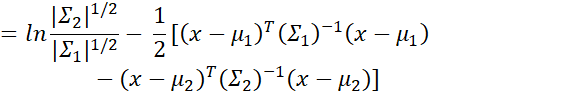 = ln |Σ₂|^{1/2} / |Σ₁|^{1/2} − 1/2 [(x − μ₁)^T (Σ₁)^{−1} (x − μ₁)
− (x − μ₂)^T (Σ₂)^{−1} (x − μ₂)]